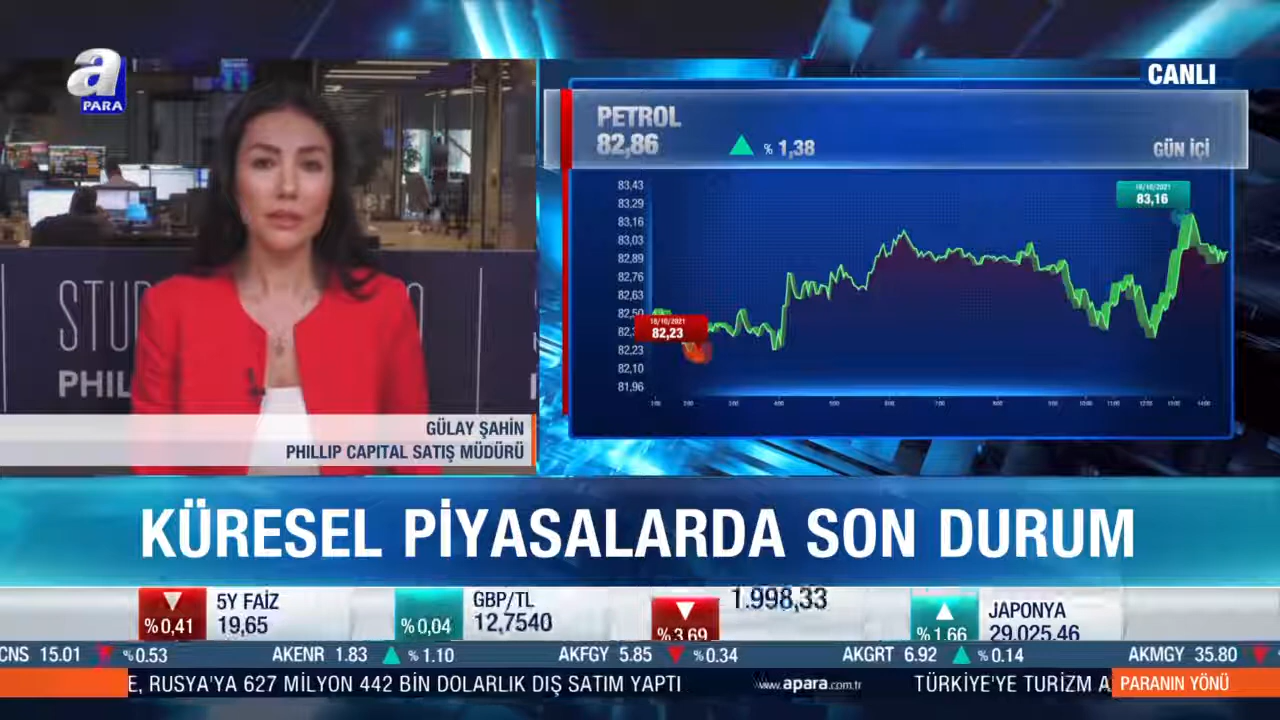 a
PARA
CANLI
PETROL
82,86
% 1,38
GÜN İÇİ
83,43
83,29
83,16
83,03
82,89
82,76
82,63
82,50
82,23
82,10
81,96
18/10/2021
83,16
18/10/2021
82,23
STU
PHIL
GÜLAY ŞAHİN
PHILLIP CAPITAL SATIŞ MÜDÜRÜ
KÜRESEL PİYASALARDA SON DURUM
%0,41
5Y FAİZ
19,65
%0,04
GBP/TL
12,7540
%3,69
1.998,33
%1,66
JAPONYA
29.025,46
CNS 15.01 %0.53 AKENR 1.83 %1.10 AKFGY 5.85 %0.34 AKGRT 6.92 %0.14 AKMGY 35.80 %
E, RUSYA'YA 627 MİLYON 442 BİN DOLARLIK DIŞ SATIM YAPTI www.apara.com.tr TÜRKİYE'YE TURİZM A
PARANIN YÖNÜ